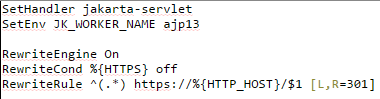 SetHandler jakarta-servlet
SetEnv JK_WORKER_NAME ajp13
RewriteEngine On
RewriteCond %{HTTPS} off
RewriteRule ^(.*) https://%{HTTP_HOST}/$1 [L,R=301]